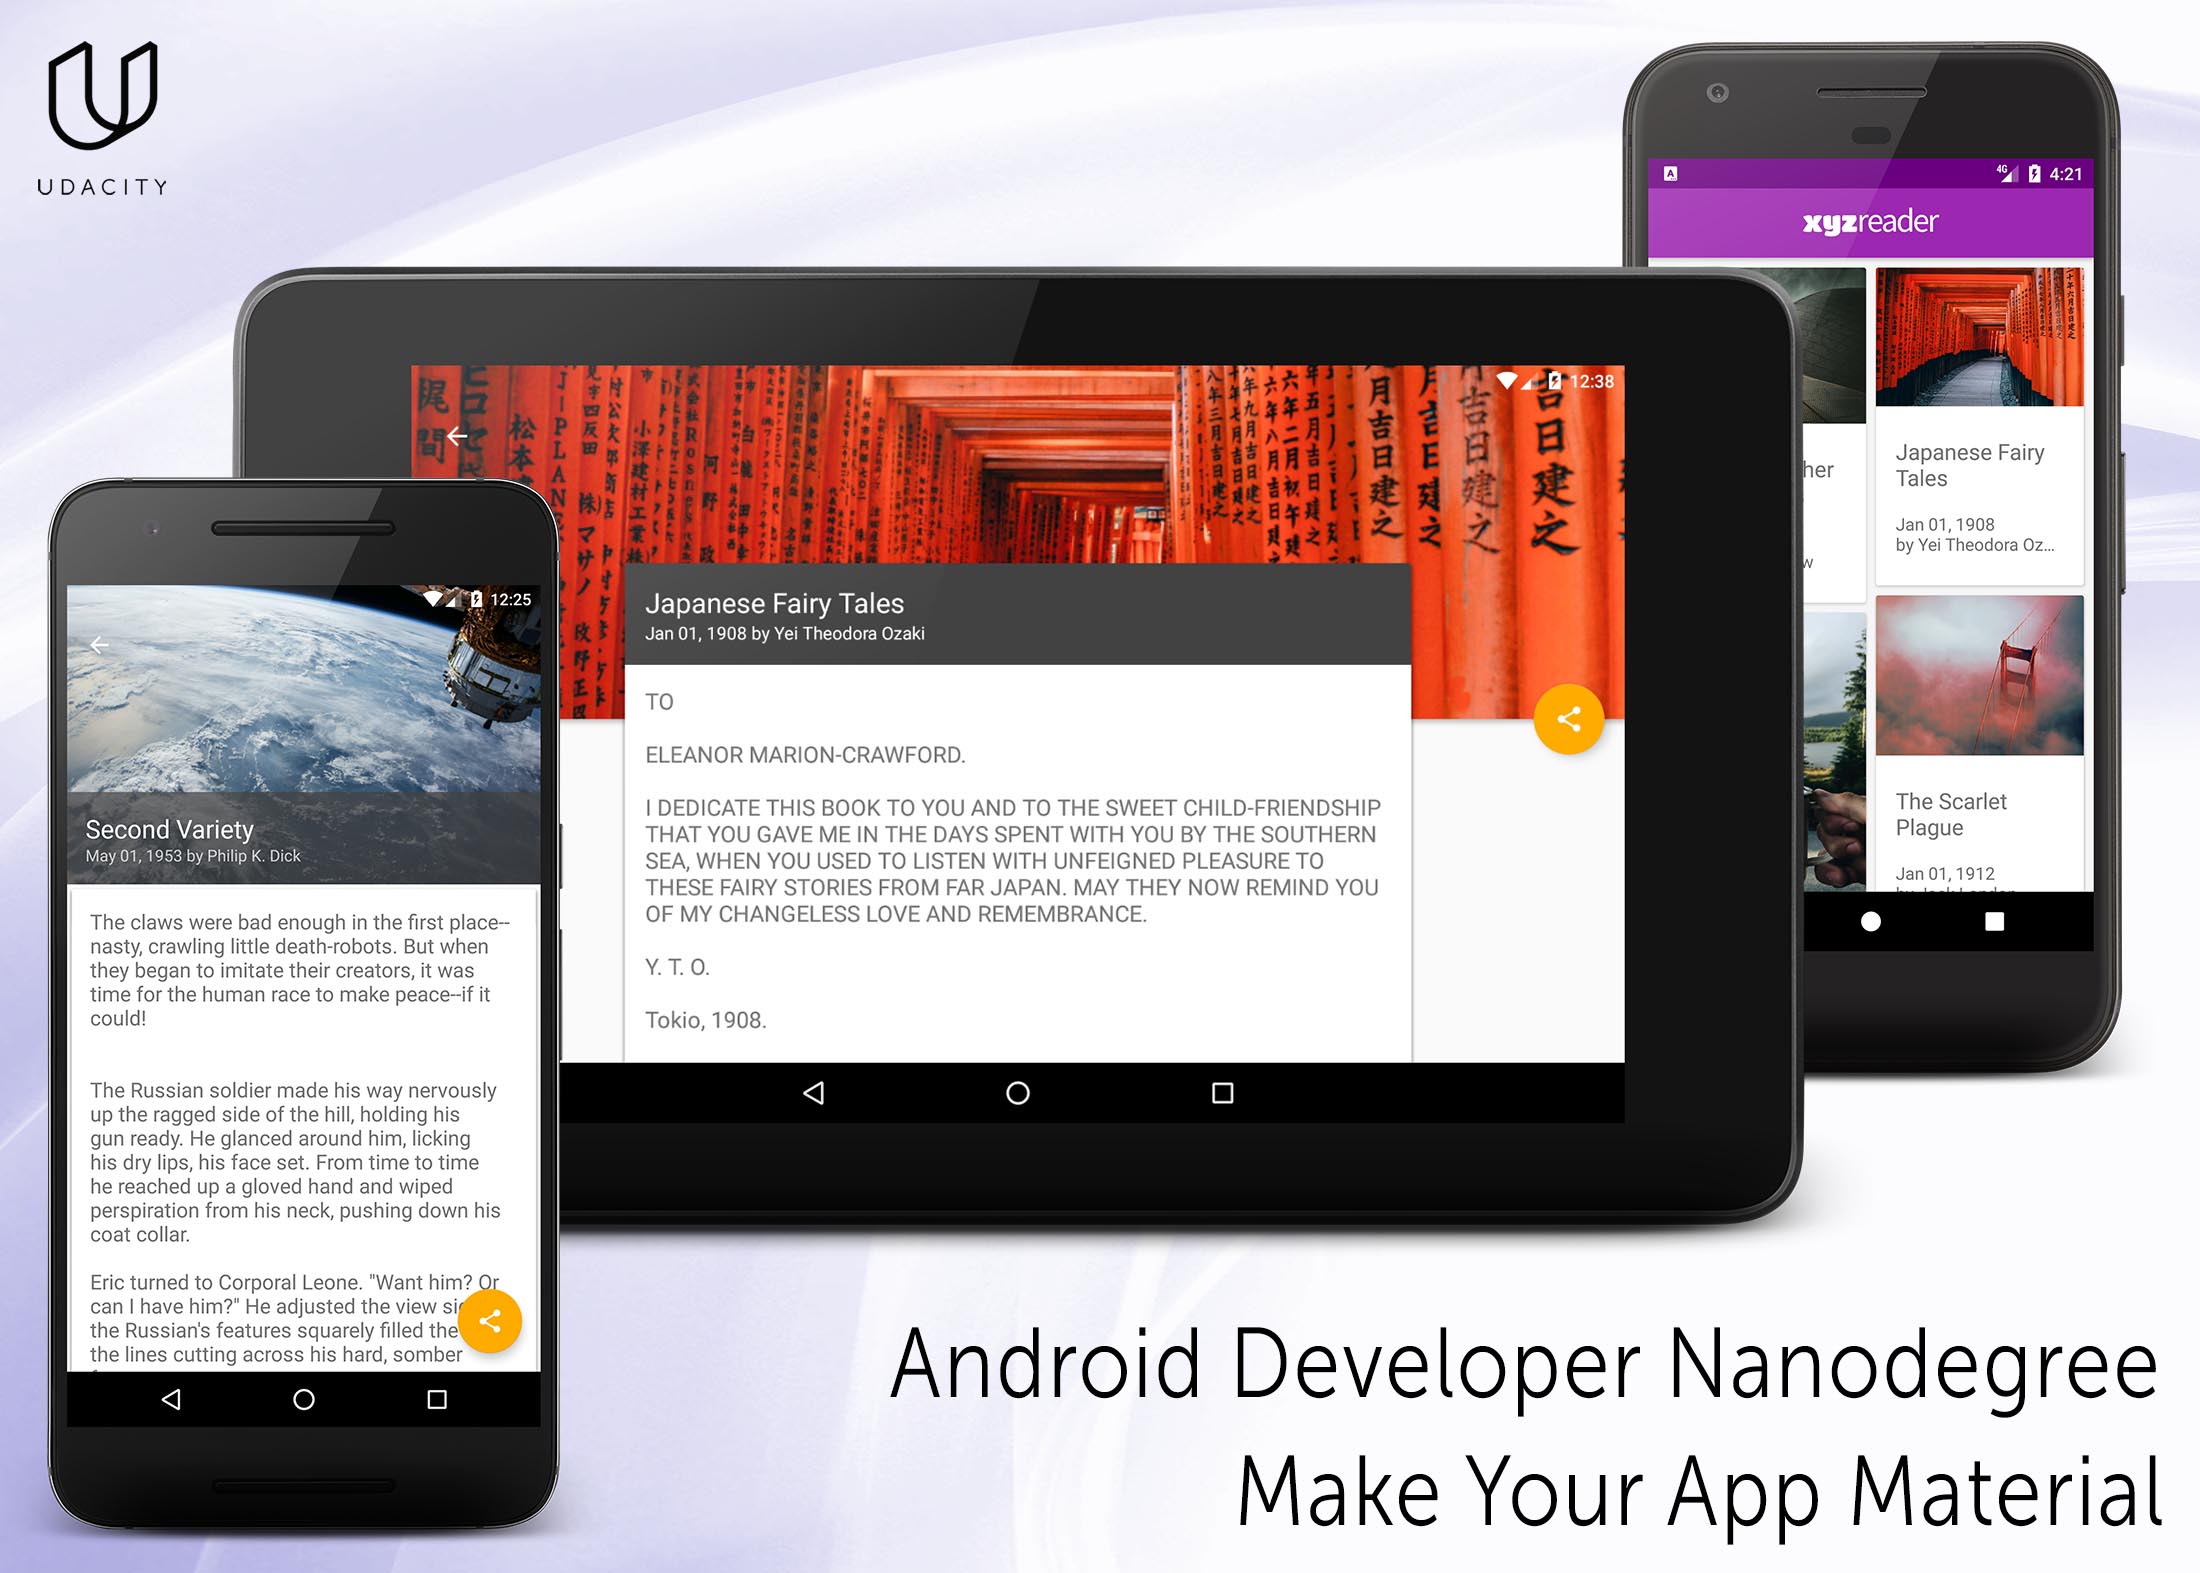 UDACITY
4G 4:21
xyzreader
her
w
Japanese Fairy
Tales
Jan 01, 1908
by Yei Theodora Oz...
The Scarlet
Plague
Jan 01, 1912
by Jack London
12:38
Japanese Fairy Tales
Jan 01, 1908 by Yei Theodora Ozaki
TO
ELEANOR MARION-CRAWFORD.
I DEDICATE THIS BOOK TO YOU AND TO THE SWEET CHILD-FRIENDSHIP
THAT YOU GAVE ME IN THE DAYS SPENT WITH YOU BY THE SOUTHERN
SEA, WHEN YOU USED TO LISTEN WITH UNFEIGNED PLEASURE TO
THESE FAIRY STORIES FROM FAR JAPAN. MAY THEY NOW REMIND YOU
OF MY CHANGELESS LOVE AND REMEMBRANCE.
Y. T. O.
Tokio, 1908.
12:25
Second Variety
May 01, 1953 by Philip K. Dick
The claws were bad enough in the first place--
nasty, crawling little death-robots. But when
they began to imitate their creators, it was
time for the human race to make peace--if it
could!
The Russian soldier made his way nervously
up the ragged side of the hill, holding his
gun ready. He glanced around him, licking
his dry lips, his face set. From time to time
he reached up a gloved hand and wiped
perspiration from his neck, pushing down his
coat collar.
Eric turned to Corporal Leone. "Want him? Or
can I have him?" He adjusted the view si
the Russian's features squarely filled the
the lines cutting across his hard, somber
Android Developer Nanodegree
Make Your App Material